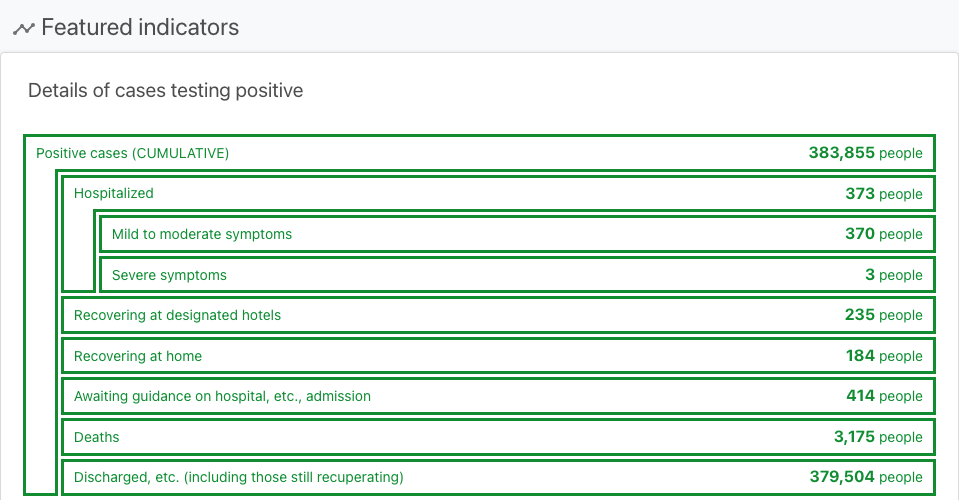 Featured indicators
Details of cases testing positive
Positive cases (CUMULATIVE) 383,855 people
Hospitalized 373 people
Mild to moderate symptoms 370 people
Severe symptoms 3 people
Recovering at designated hotels 235 people
Recovering at home 184 people
Awaiting guidance on hospital, etc., admission 414 people
Deaths 3,175 people
Discharged, etc. (including those still recuperating) 379,504 people